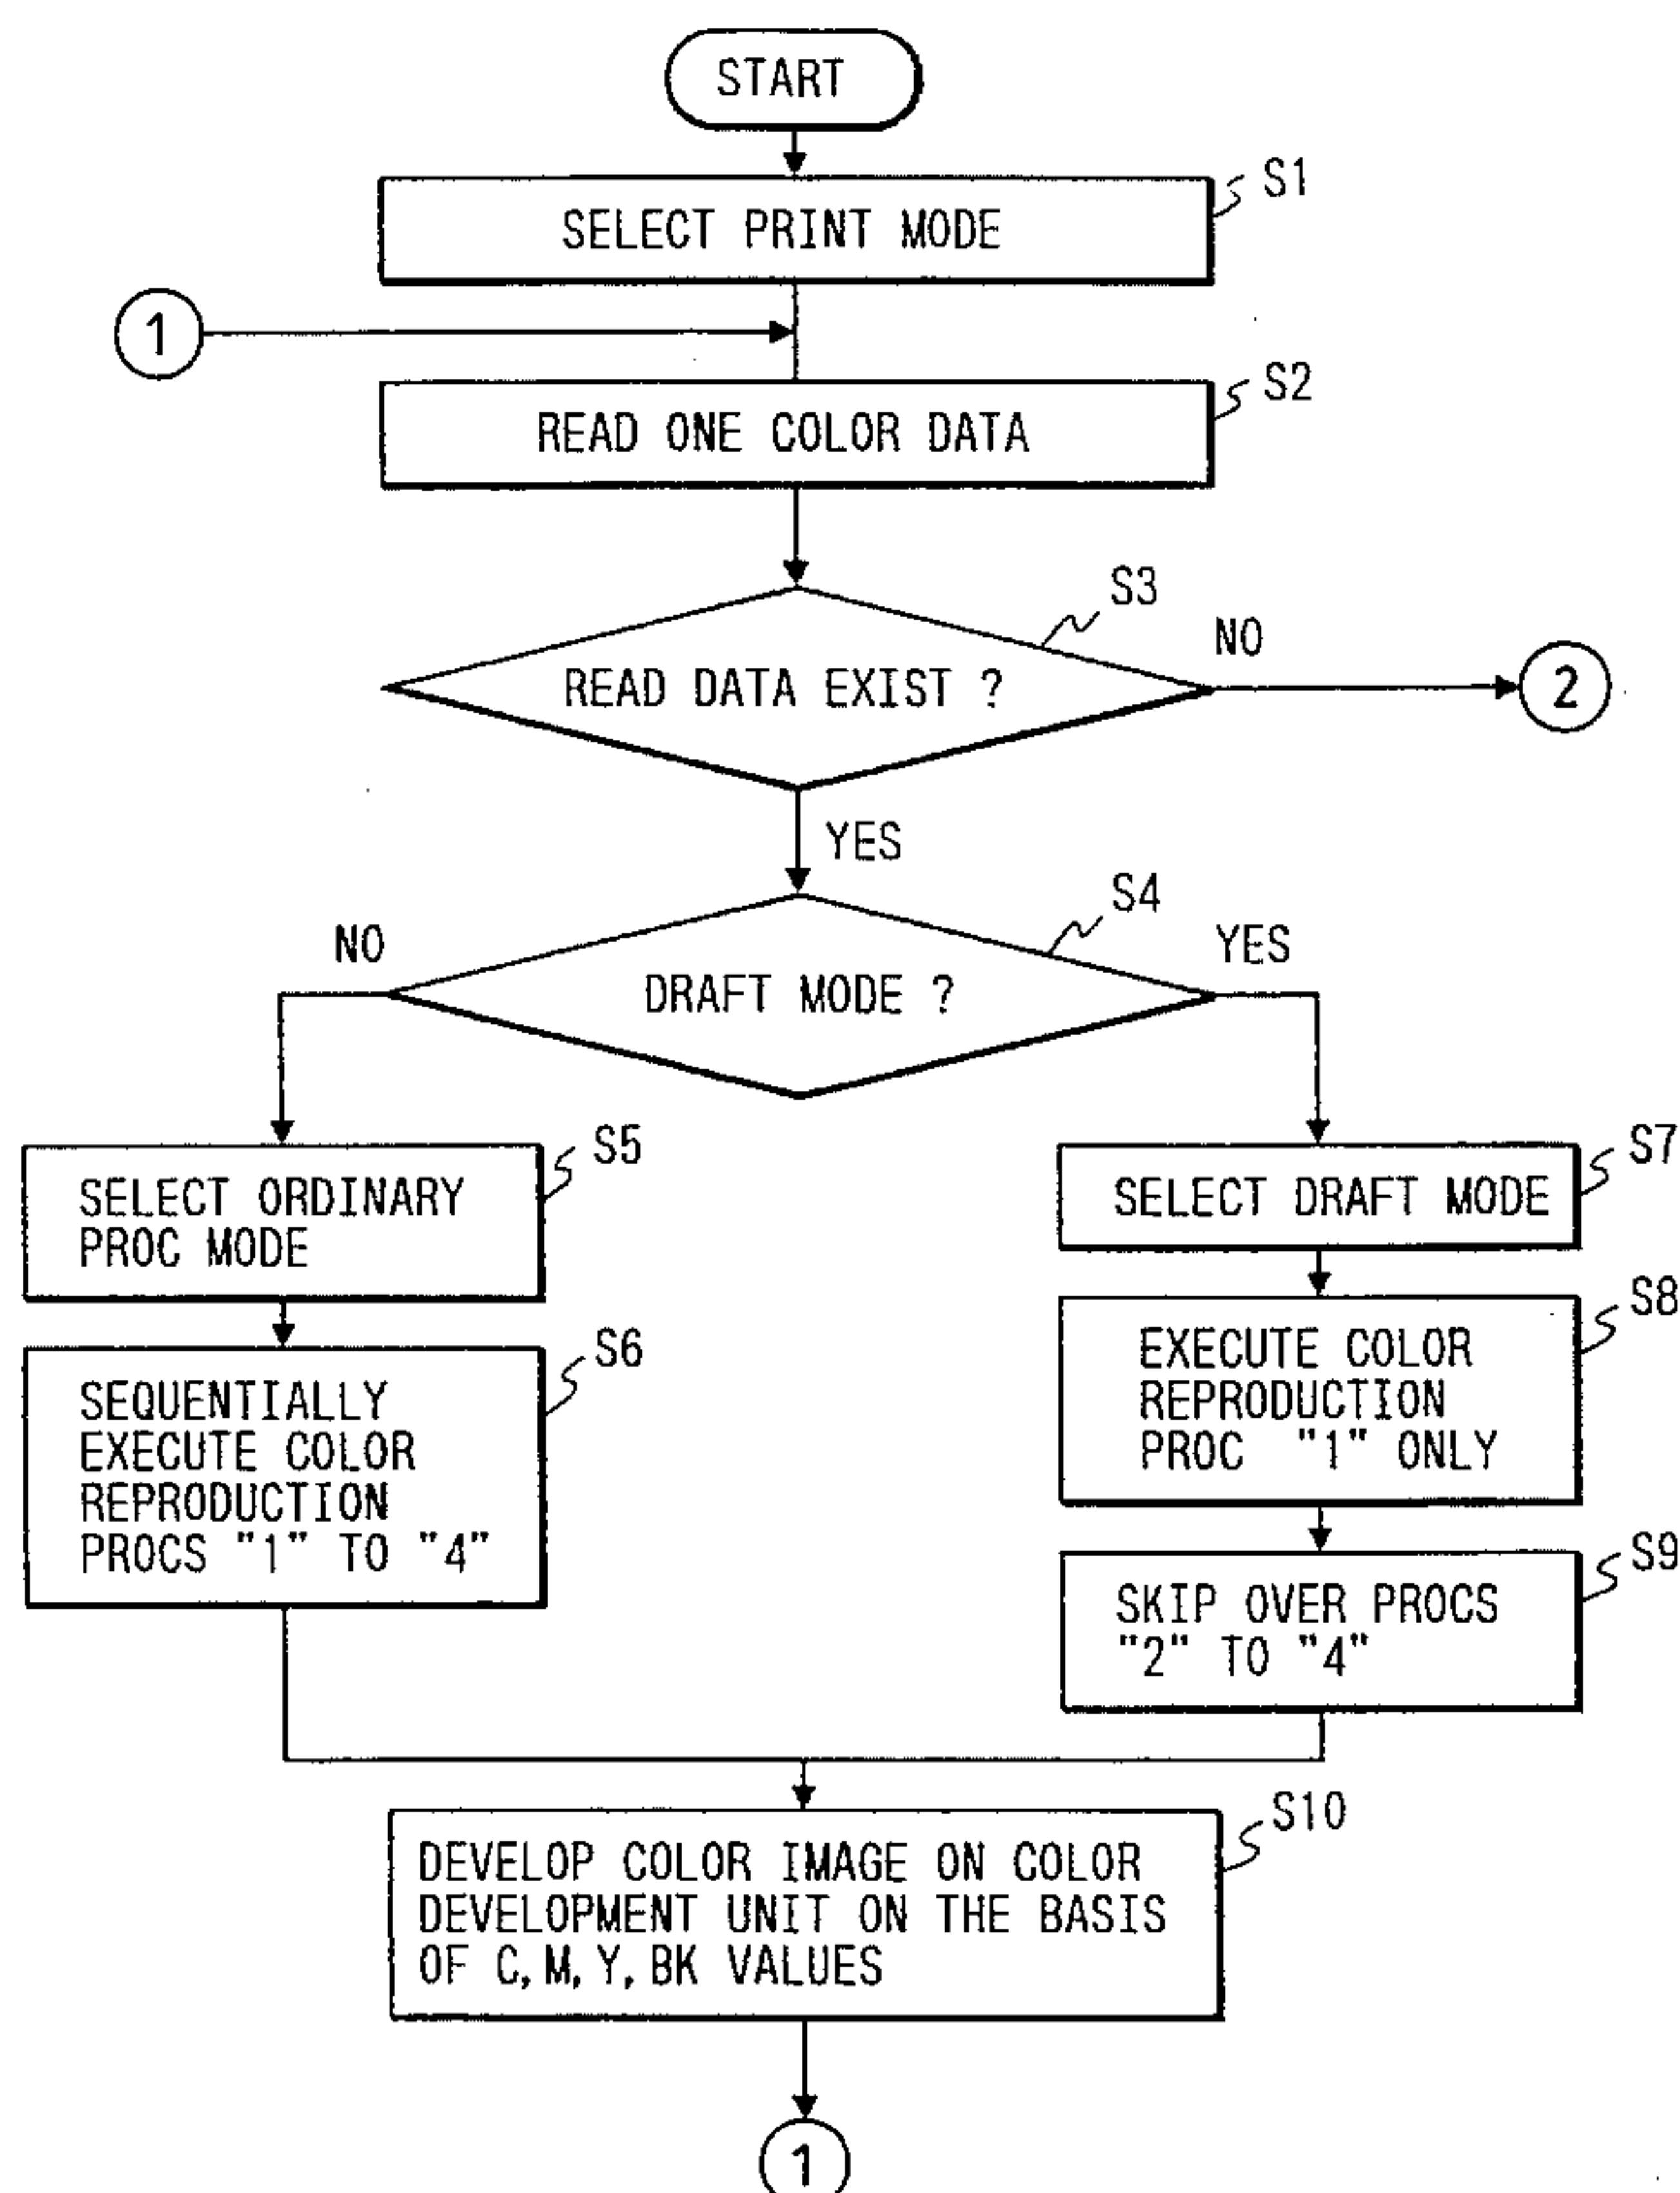 START
S1
SELECT PRINT MODE
1
S2
READ ONE COLOR DATA
S3
NO
READ DATA EXIST ?
2
YES
S4
NO
YES
DRAFT MODE ?
S5
SELECT ORDINARY
PROC MODE
S7
SELECT DRAFT MODE
S6
SEQUENTIALLY
EXECUTE COLOR
REPRODUCTION
PROCS "1" TO "4"
S8
EXECUTE COLOR
REPRODUCTION
PROC "1" ONLY
S9
SKIP OVER PROCS
"2" TO "4"
S10
DEVELOP COLOR IMAGE ON COLOR
DEVELOPMENT UNIT ON THE BASIS
OF C, M, Y, BK VALUES
1